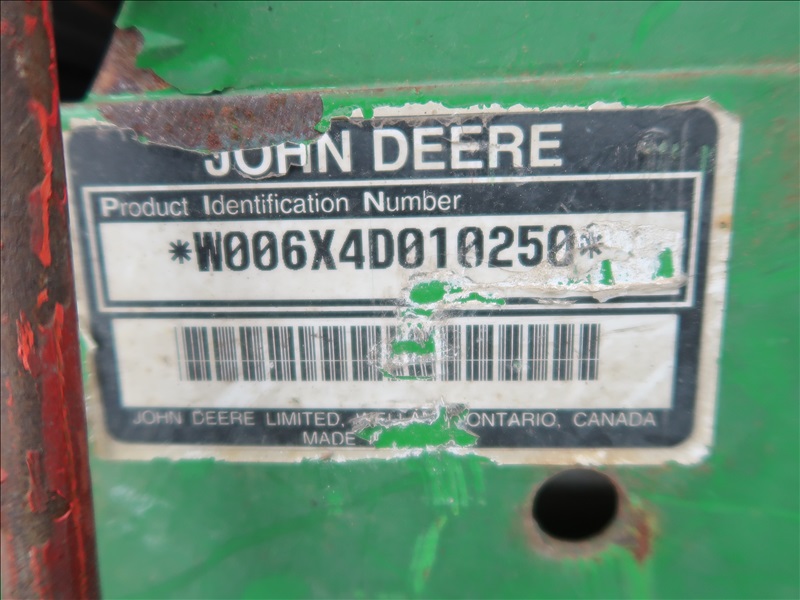 JOHN DEERE
Product Identification Number
*W006X4D010250*
JOHN DEERE LIMITED, ONTARIO, CANADA
MADE